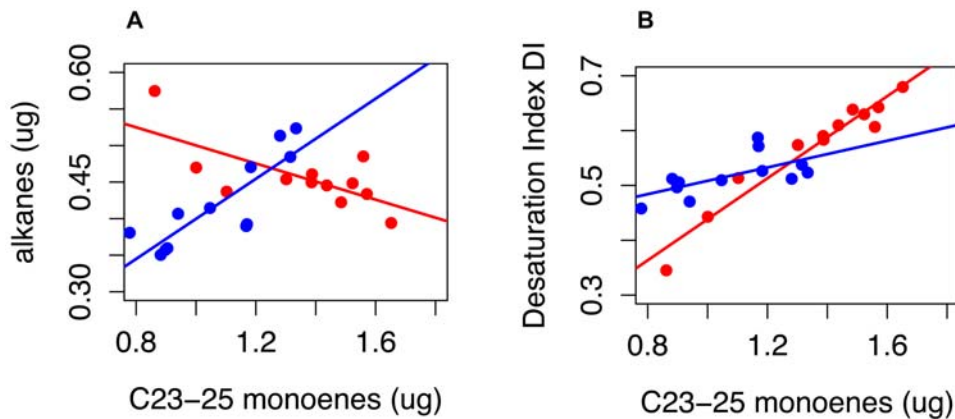 A
B
alkanes (ug)
0.60
0.45
0.30
0.8
1.2
1.6
C23–25 monoenes (ug)
Desaturation Index DI
0.7
0.5
0.3
0.8
1.2
1.6
C23–25 monoenes (ug)